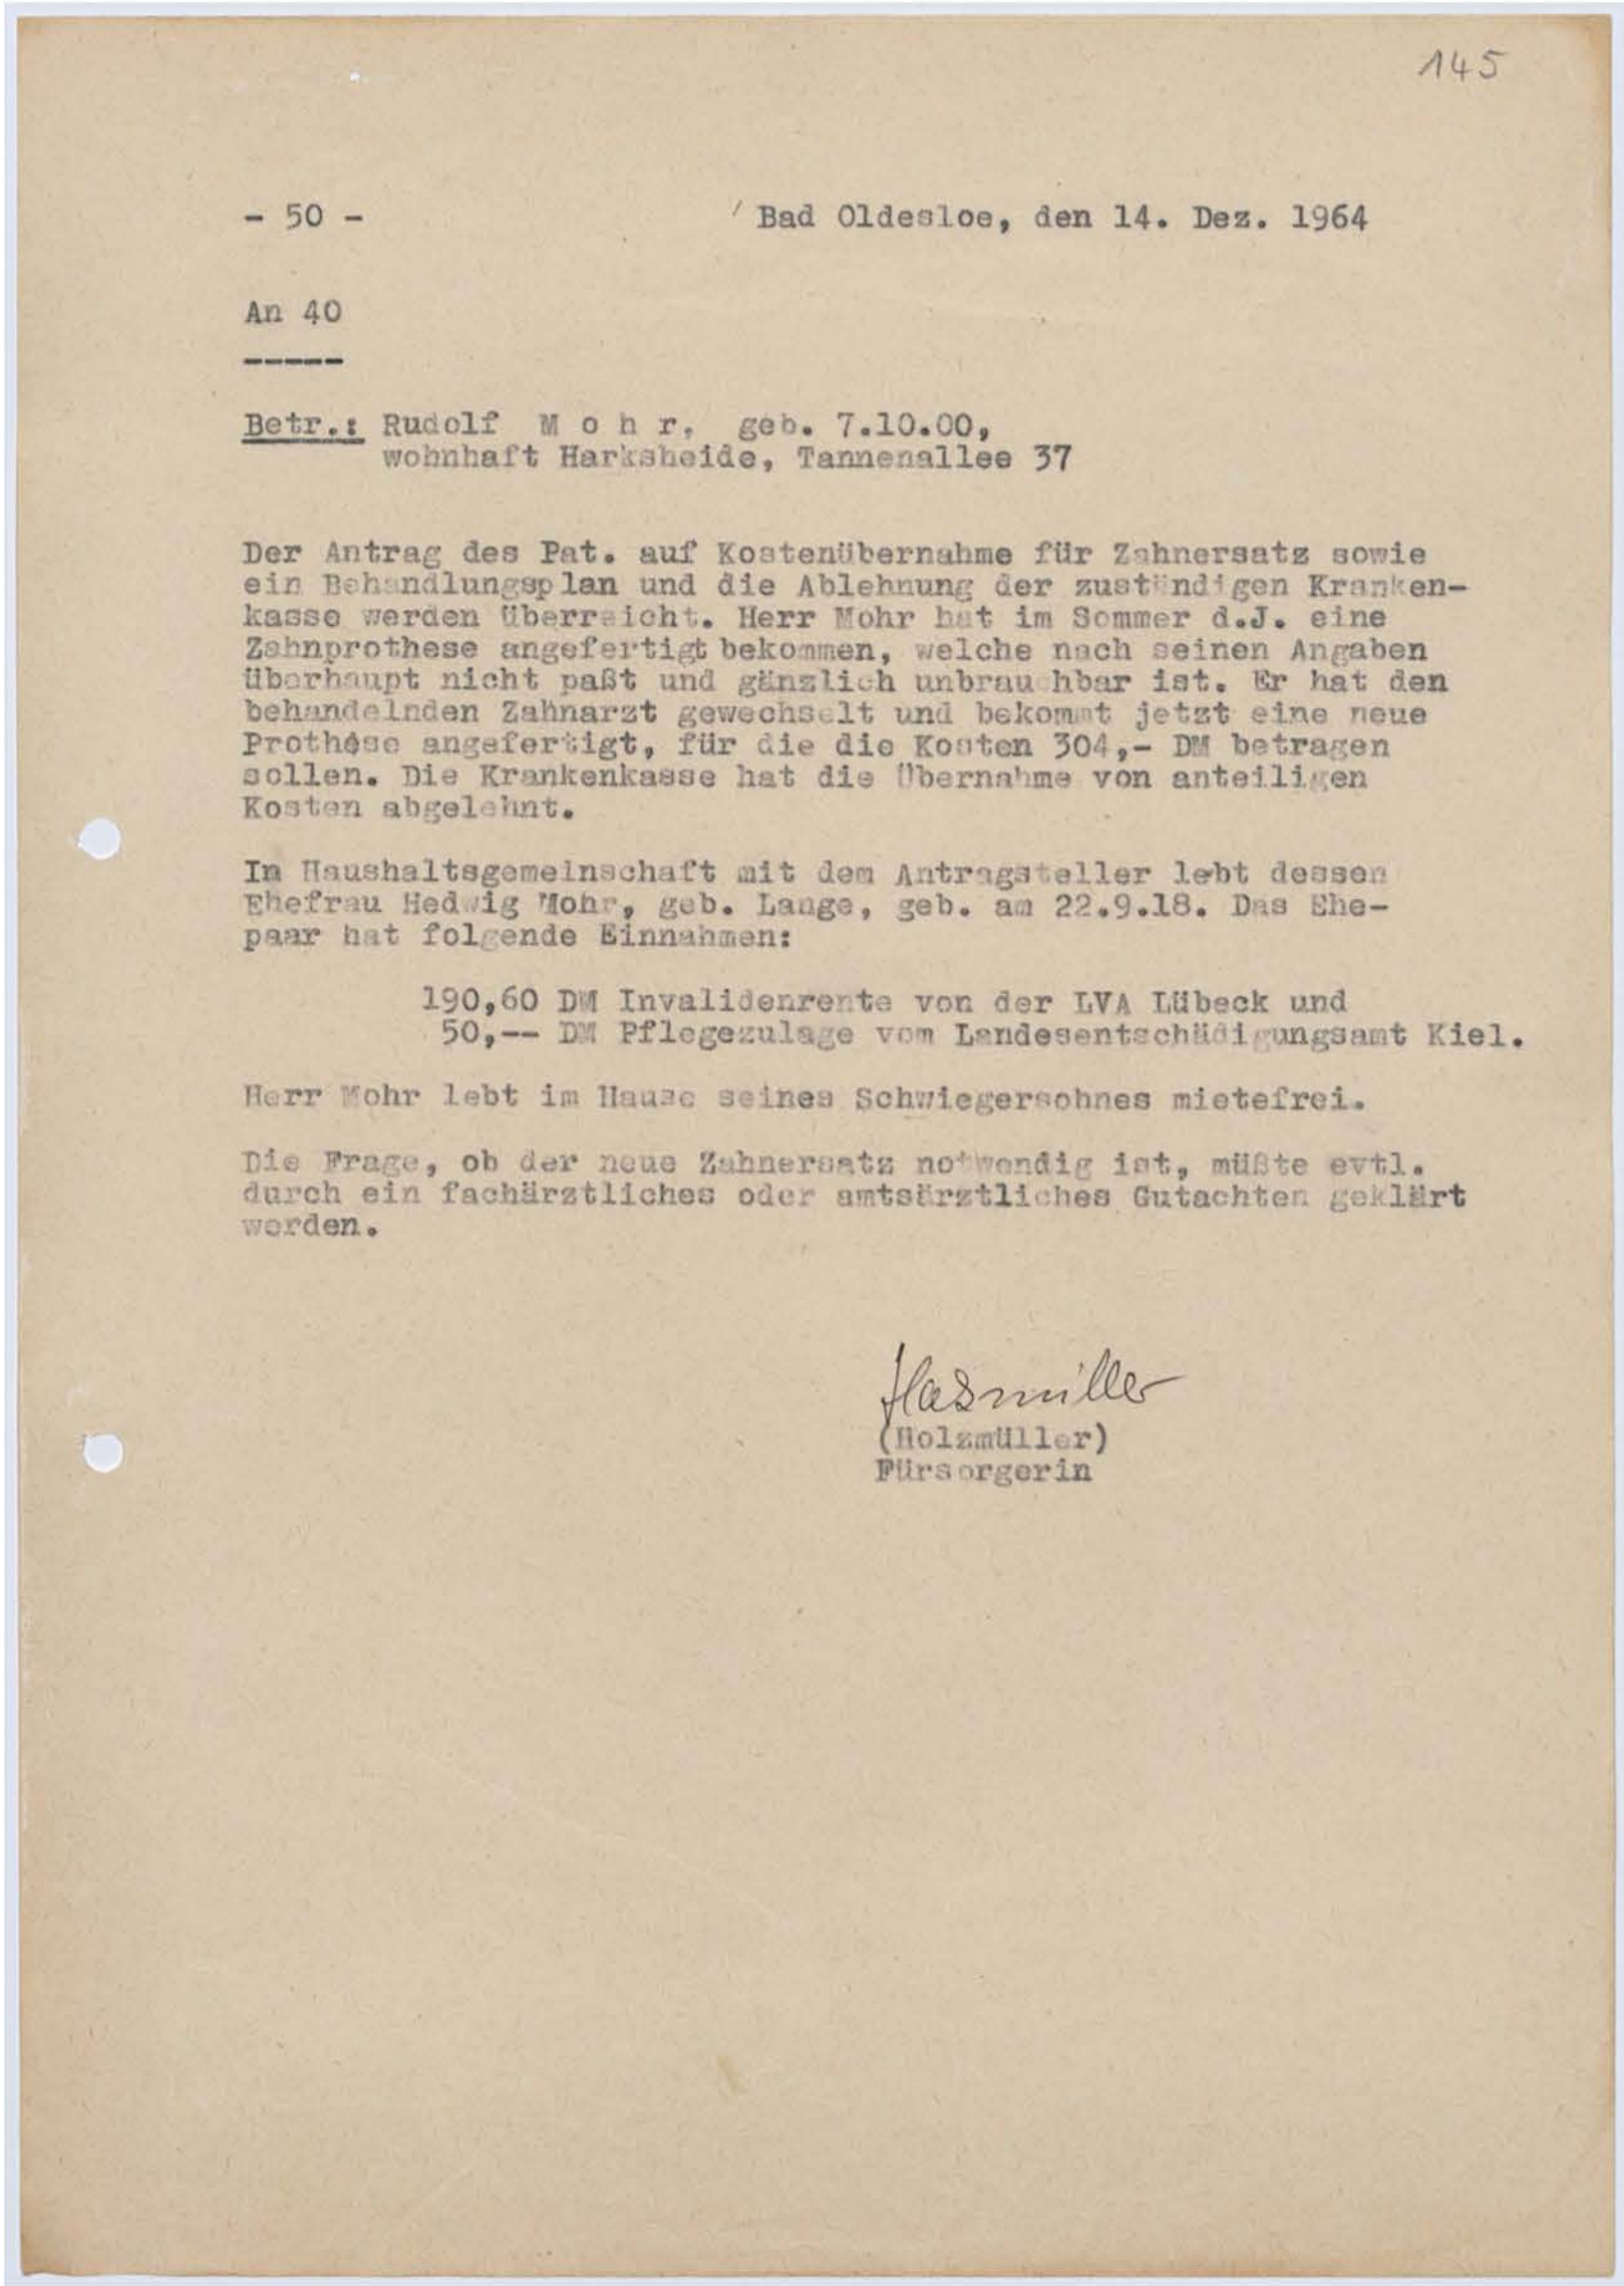 145
- 50 - Bad Oldesloe, den 14. Dez. 1964
An 40
-----
Betr.: Rudolf M o h r, geb. 7.10.00,
wohnhaft Harksheide, Tannenallee 37
Der Antrag des Pat. auf Kostenübernahme für Zahnersatz sowie
ein Behandlungsplan und die Ablehnung der zuständigen Kranken-
kasse werden überreicht. Herr Mohr hat im Sommer d.J. eine
Zahnprothese angefertigt bekommen, welche nach seinen Angaben
überhaupt nicht paßt und gänzlich unbrauchbar ist. Er hat den
behandelnden Zahnarzt gewechselt und bekommt jetzt eine neue
Prothese angefertigt, für die die Kosten 304,- DM betragen
sollen. Die Krankenkasse hat die Übernahme von anteiligen
Kosten abgelehnt.
In Haushaltsgemeinschaft mit dem Antragsteller lebt dessen
Ehefrau Hedwig Mohr, geb. Lange, geb. am 22.9.18. Das Ehe-
paar hat folgende Einnahmen:
190,60 DM Invalidenrente von der LVA Lübeck und
50,-- DM Pflegezulage vom Landesentschädigungsamt Kiel.
Herr Mohr lebt im Hause seines Schwiegersohnes mietefrei.
Die Frage, ob der neue Zahnersatz notwendig ist, müßte evtl.
durch ein fachärztliches oder amtsärztliches Gutachten geklärt
werden.
Holzmüller
(Holzmüller)
Fürsorgerin